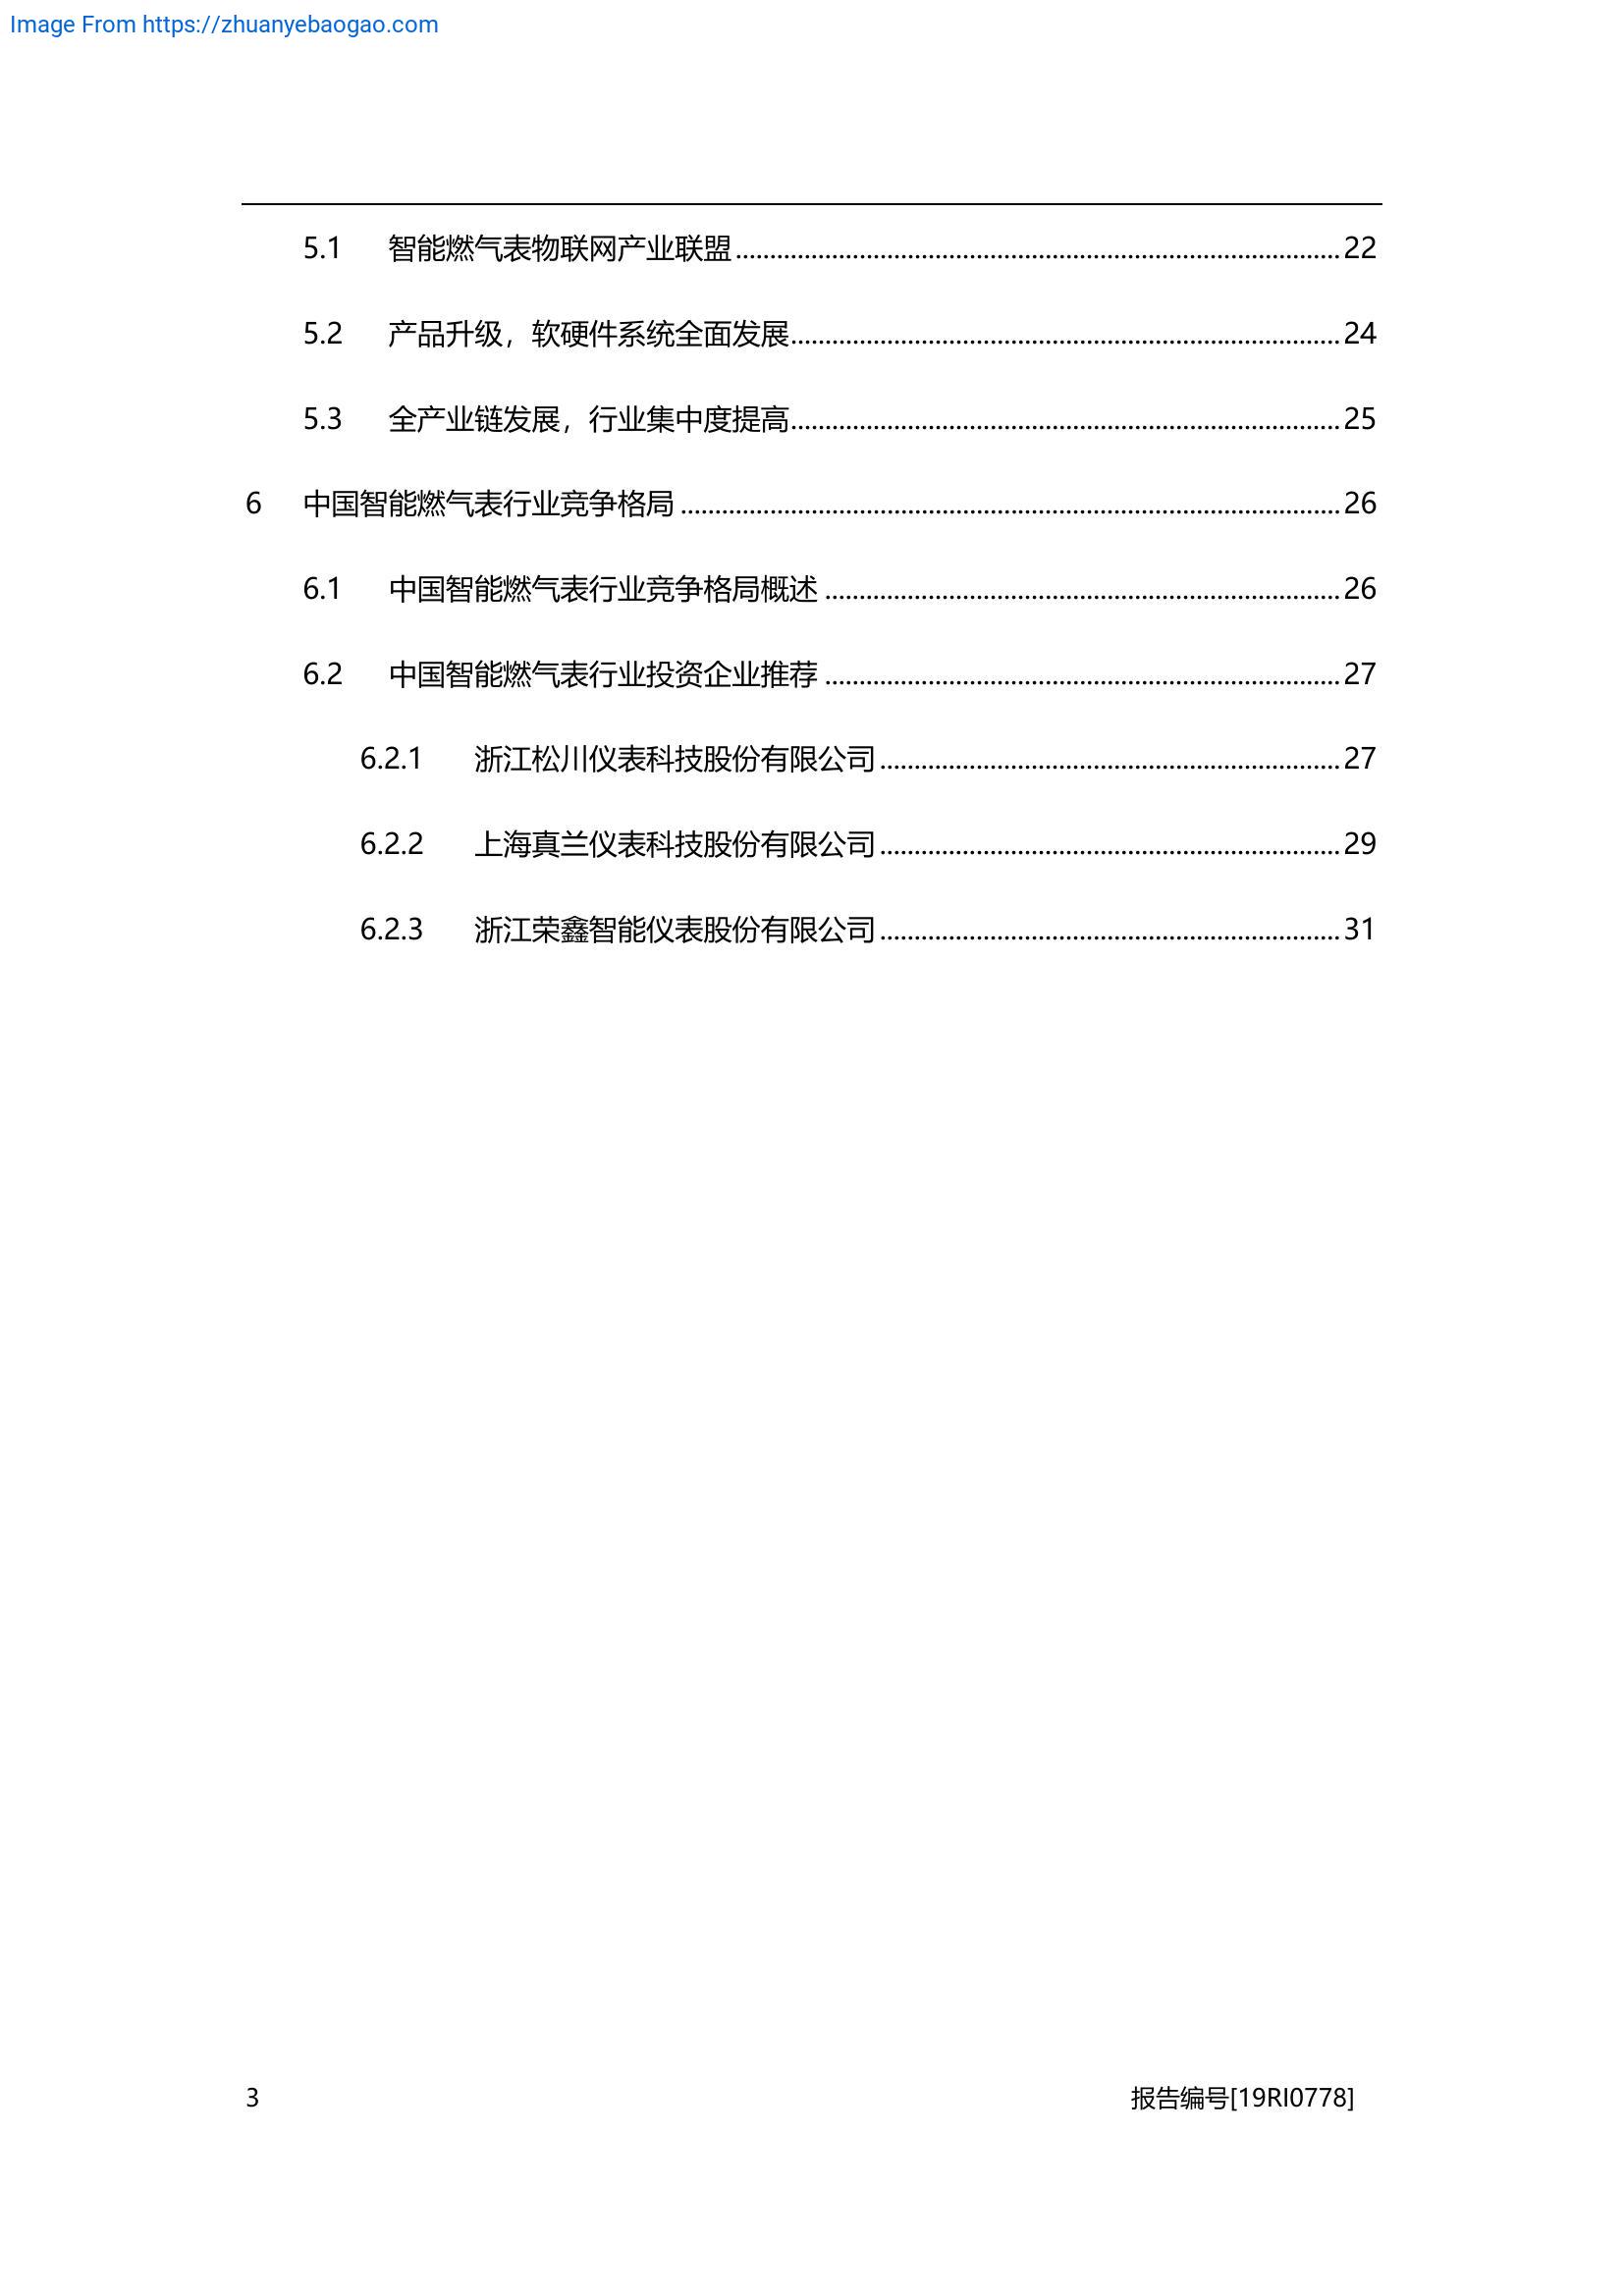 Image From https://zhuanyebaogao.com
5.1 智能燃气表物联网产业联盟 22
5.2 产品升级，软硬件系统全面发展 24
5.3 全产业链发展，行业集中度提高 25
6 中国智能燃气表行业竞争格局 26
6.1 中国智能燃气表行业竞争格局概述 26
6.2 中国智能燃气表行业投资企业推荐 27
6.2.1 浙江松川仪表科技股份有限公司 27
6.2.2 上海真兰仪表科技股份有限公司 29
6.2.3 浙江荣鑫智能仪表股份有限公司 31
3 报告编号[19RI0778]